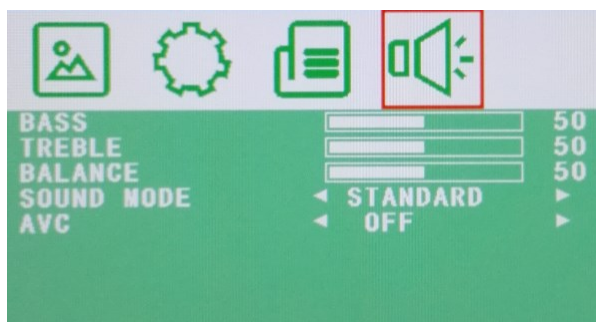 BASS 50
TREBLE 50
BALANCE 50
SOUND MODE STANDARD
AVC OFF